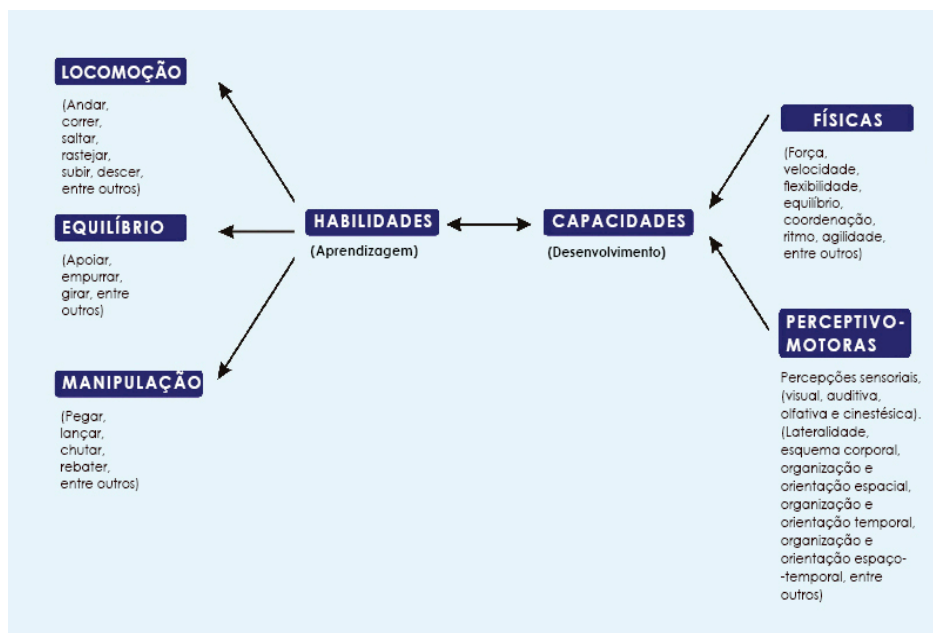 LOCOMOÇÃO
(Andar,
correr,
saltar,
rastejar,
subir, descer,
entre outros)
EQUILÍBRIO
(Apoiar,
empurrar,
girar, entre
outros)
MANIPULAÇÃO
(Pegar,
lançar,
chutar,
rebater,
entre outros)
HABILIDADES
(Aprendizagem)
CAPACIDADES
(Desenvolvimento)
FÍSICAS
(Força,
velocidade,
flexibilidade,
equilíbrio,
coordenação,
ritmo, agilidade,
entre outros)
PERCEPTIVO-
MOTORAS
Percepções sensoriais,
(visual, auditiva,
olfativa e cinestésica).
(Lateralidade,
esquema corporal,
organização e
orientação espacial,
organização e
orientação temporal,
organização e
orientação espaço-
-temporal, entre
outros)